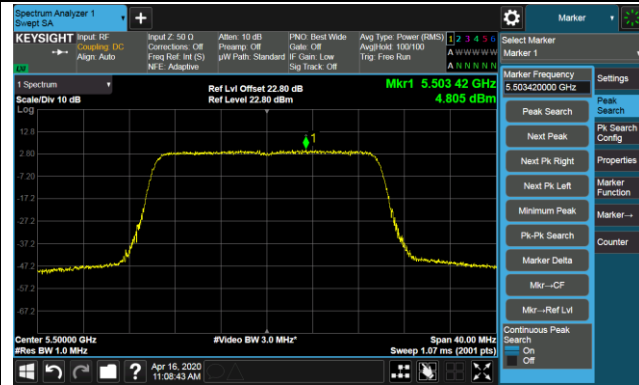 Spectrum Analyzer 1
Swept SA
+
Marker
KEYSIGHT
Input: RF
Coupling: DC
Align: Auto
Input Z: 50 Ω
Corrections: Off
Freq Ref: Int (S)
NFE: Adaptive
Atten: 10 dB
Preamp: Off
µW Path: Standard
PNO: Best Wide
Gate: Off
IF Gain: Low
Sig Track: Off
Avg Type: Power (RMS)
Avg|Hold: 100/100
Trig: Free Run
1 2 3 4 5 6
A W W W W W
A N N N N N
LXI
Select Marker
Marker 1
1 Spectrum
Scale/Div 10 dB
Log
Ref Lvl Offset 22.80 dB
Ref Level 22.80 dBm
Mkr1 5.503 42 GHz
4.805 dBm
12.8
2.80
-7.20
-17.2
-27.2
-37.2
-47.2
-57.2
-67.2
1
Center 5.50000 GHz
#Res BW 1.0 MHz
#Video BW 3.0 MHz*
Span 40.00 MHz
Sweep 1.07 ms (2001 pts)
Marker Frequency
5.503420000 GHz
Peak Search
Next Peak
Next Pk Right
Next Pk Left
Minimum Peak
Pk-Pk Search
Marker Delta
Mkr→CF
Mkr→Ref Lvl
Continuous Peak
Search
On
Off
Settings
Peak
Search
Pk Search
Config
Properties
Marker
Function
Marker→
Counter
?
Apr 16, 2020
11:08:43 AM